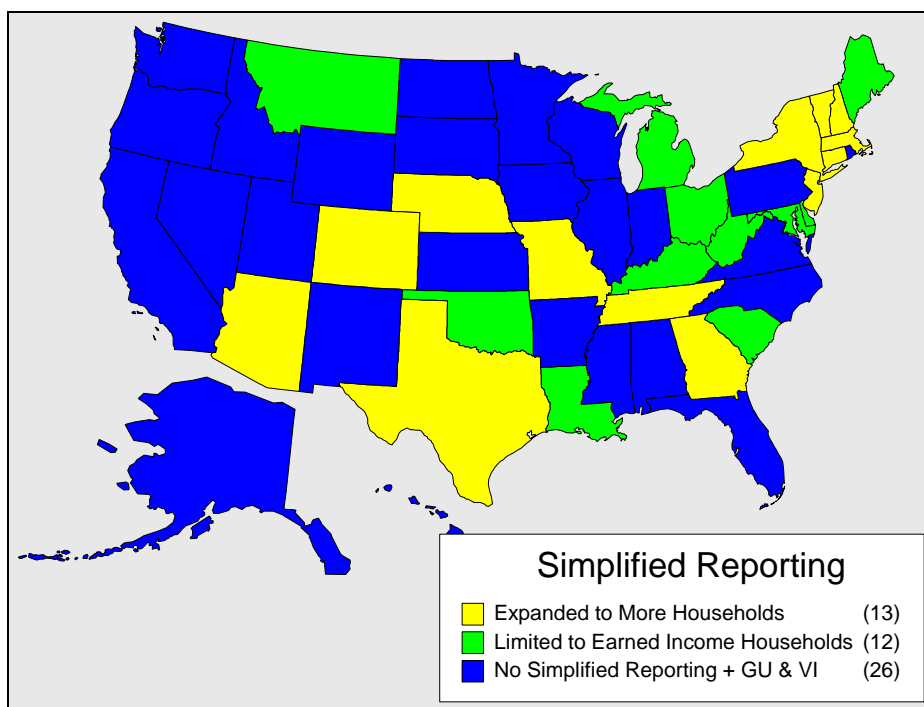 Simplified Reporting
Expanded to More Households (13)
Limited to Earned Income Households (12)
No Simplified Reporting + GU & VI (26)